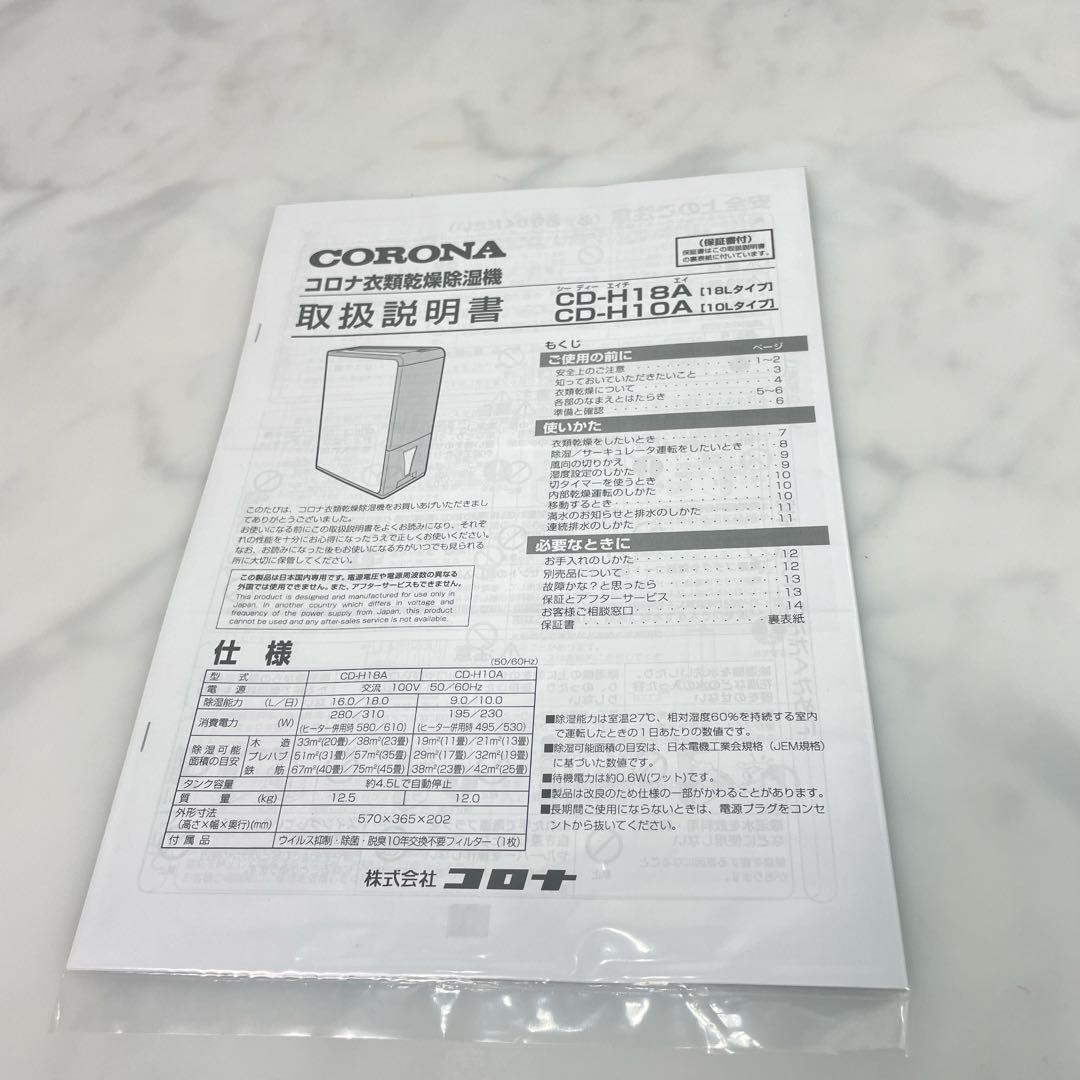 CORONA
コロナ衣類乾燥除湿機
取扱説明書
(保証書付)
保証書はこの取扱説明書
の裏表紙に付いています。
シー ディー エイチ エイ
CD-H18A [18Lタイプ]
CD-H10A [10Lタイプ]
もくじ ページ
ご使用の前に
安全上のご注意 1~2
知っておいていただきたいこと 3
衣類乾燥について 4
各部のなまえとはたらき 5~6
準備と確認 6
使いかた
衣類乾燥をしたいとき 7
除湿/サーキュレータ運転をしたいとき 8
風向の切りかえ 9
湿度設定のしかた 9
切タイマーを使うとき 10
内部乾燥運転のしかた 10
移動するとき 10
満水のお知らせと排水のしかた 11
連続排水のしかた 11
必要なときに
お手入れのしかた 12
別売品について 12
故障かな?と思ったら 13
保証とアフターサービス 13
お客様ご相談窓口 14
保証書 裏表紙
このたびは、コロナ衣類乾燥除湿機をお買いあげいただきまし
てありがとうございました。
お使いになる前にこの取扱説明書をよくお読みになり、それぞ
れの性能を十分にお心得になったうえで正しくお使いください。
なお、お読みになった後もお使いになる方がいつでも見られる
所に大切に保管してください。
この製品は日本国内専用です。電源電圧や電源周波数の異なる
外国では使用できません。また、アフターサービスもできません。
This product is designed and manufactured for use only in
Japan. In another country which differs in voltage and
frequency of the power supply from Japan, this product
cannot be used and any after-sales service is not available.
仕様
(50/60Hz)
型式 CD-H18A CD-H10A
電源 交流 100V 50/60Hz
除湿能力 (L/日) 16.0/18.0 9.0/10.0
消費電力 (W) 280/310 195/230
(ヒーター併用時 580/610) (ヒーター併用時 495/530)
除湿可能面積の目安 木造 33m²(20畳)/38m²(23畳) 19m²(11畳)/21m²(13畳)
プレハブ 51m²(31畳)/57m²(35畳) 29m²(17畳)/32m²(19畳)
鉄筋 67m²(40畳)/75m²(45畳) 38m²(23畳)/42m²(25畳)
タンク容量 約4.5Lで自動停止
質量 (kg) 12.5 12.0
外形寸法
(高さ×幅×奥行)(mm) 570×365×202
付属品 ウイルス抑制・除菌・脱臭10年交換不要フィルター(1枚)
■除湿能力は室温27℃、相対湿度60%を持続する室内
で運転したときの1日あたりの数値です。
■除湿可能面積の目安は、日本電機工業会規格(JEM規格)
に基づいた数値です。
■待機電力は約0.6W(ワット)です。
■製品は改良のため仕様の一部がかわることがあります。
■長期間ご使用にならないときは、電源プラグをコンセ
ントから抜いてください。
株式会社 コロナ